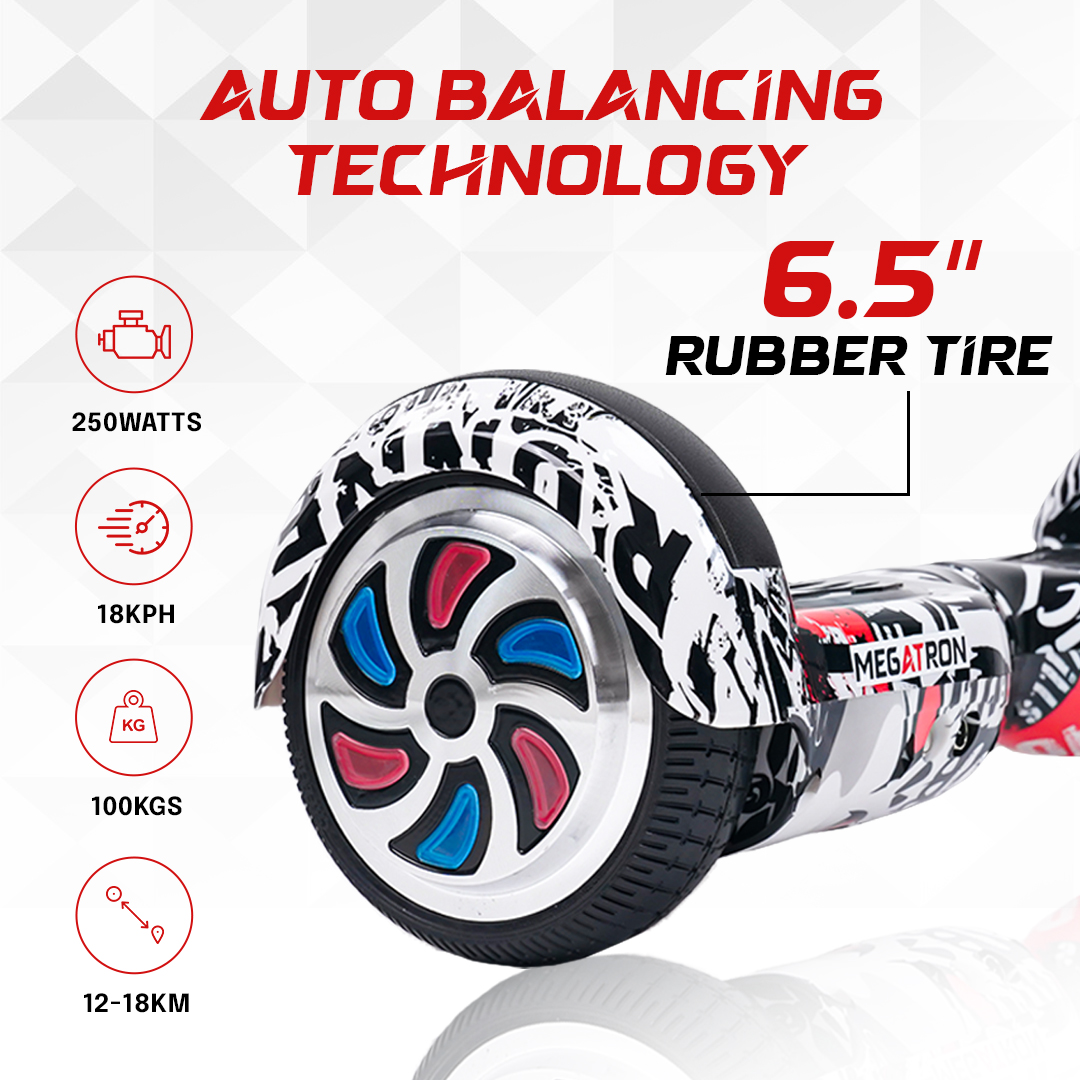 AUTO BALANCING
TECHNOLOGY
6.5"
RUBBER TIRE
250WATTS
18KPH
KG
100KGS
12-18KM
MEGATRON